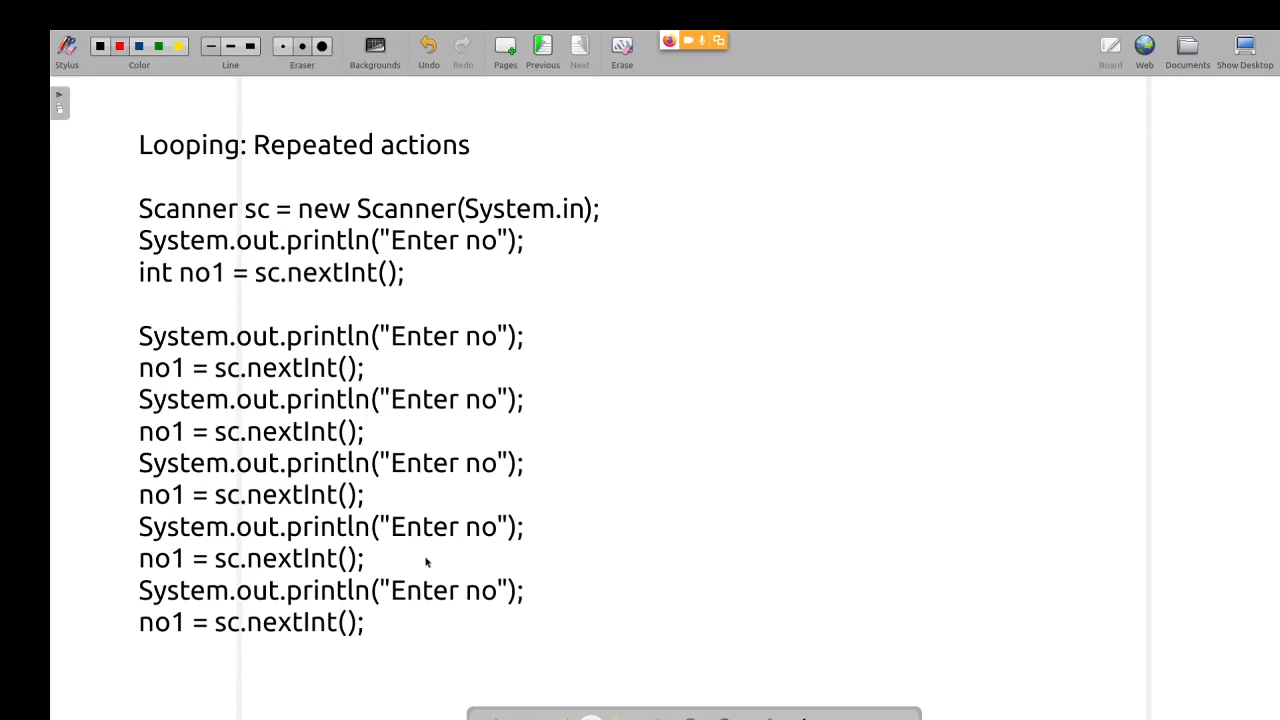 Stylus
Color
Line
Eraser
Backgrounds
Undo
Redo
Pages
Previous
Next
Erase
Board
Web
Documents
Show Desktop
Looping: Repeated actions
Scanner sc = new Scanner(System.in);
System.out.println("Enter no");
int no1 = sc.nextInt();
System.out.println("Enter no");
no1 = sc.nextInt();
System.out.println("Enter no");
no1 = sc.nextInt();
System.out.println("Enter no");
no1 = sc.nextInt();
System.out.println("Enter no");
no1 = sc.nextInt();
System.out.println("Enter no");
no1 = sc.nextInt();